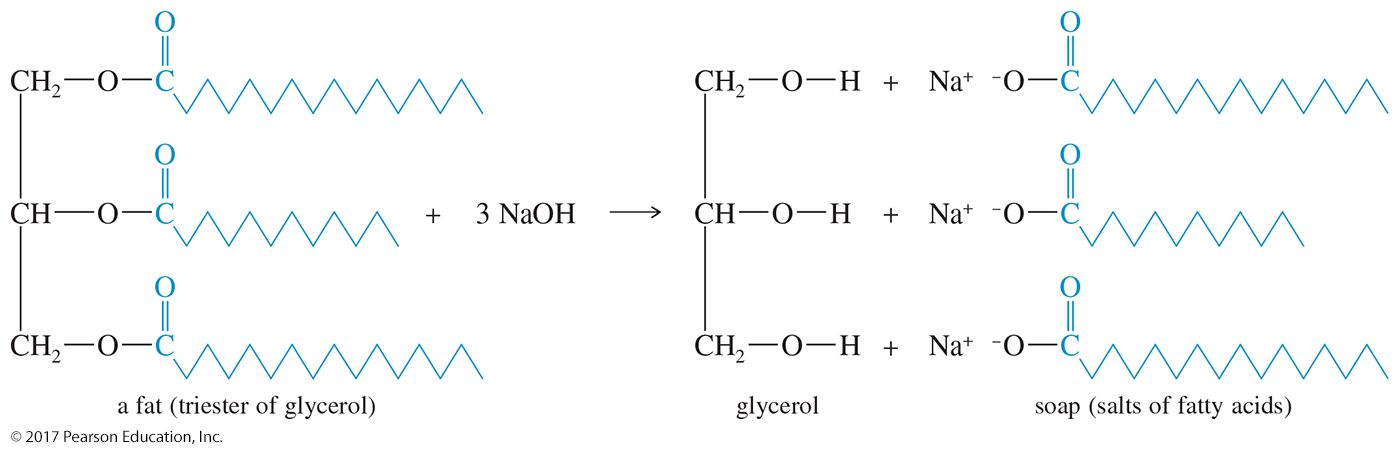 O O
CH₂—O—C CH₂—O—H + Na⁺ ⁻O—C
O O
CH—O—C + 3 NaOH ⟶ CH—O—H + Na⁺ ⁻O—C
O O
CH₂—O—C CH₂—O—H + Na⁺ ⁻O—C
a fat (triester of glycerol) glycerol soap (salts of fatty acids)
© 2017 Pearson Education, Inc.